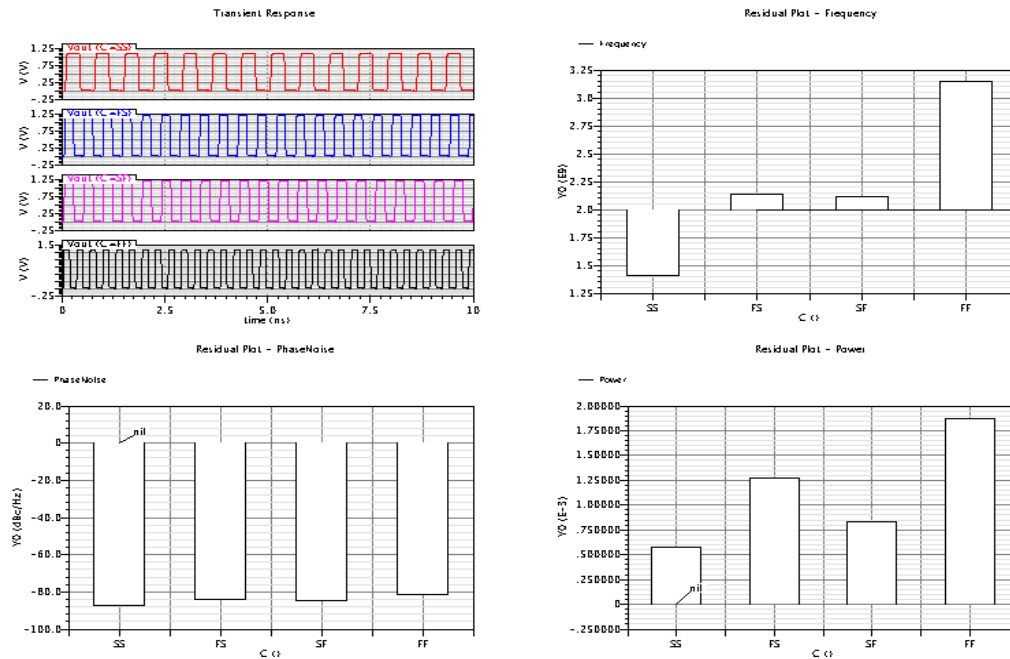 Transient Response
Vout (C =SS)
1.25
.75
.25
-.25
V (V)
Vout (C =FS)
1.25
.75
.25
-.25
V (V)
Vout (C =SF)
1.25
.75
.25
-.25
V (V)
Vout (C =FF)
1.5
-.25
V (V)
0
2.5
5.0
7.5
10
time (ns)
Residual Plot - Frequency
Frequency
3.25
3.0
2.75
2.5
2.25
2.0
1.75
1.5
1.25
Y0 (E9)
SS
FS
SF
FF
C ()
Residual Plot - PhaseNoise
PhaseNoise
20.0
0
-20.0
-40.0
-60.0
-80.0
-100.0
Y0 (dBc/Hz)
nil
SS
FS
SF
FF
C ()
Residual Plot - Power
Power
2.00000
1.75000
1.50000
1.25000
1.00000
.750000
.500000
.250000
0
-.250000
Y0 (E-3)
nil
SS
FS
SF
FF
C ()